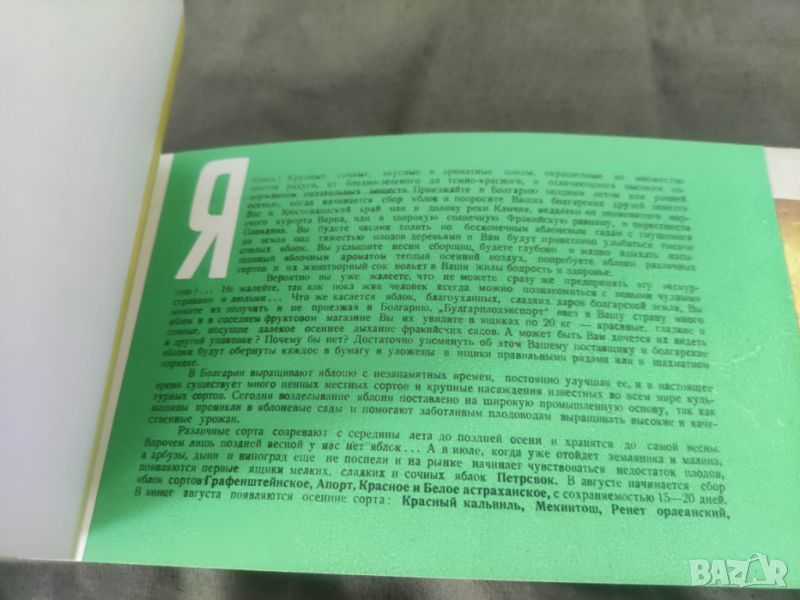 Я
блоки! Крупные, сочные, вкусные и ароматные плоды, окрашенные во множество
цветов радуги, от бледно-зеленого до темно-красного, и отличающиеся высоким со-
держанием питательных веществ. Приезжайте в Болгарию поздним летом или ранней
осенью, когда начинается сбор яблок и попросите Ваших болгарских друзей повезти
Вас в Кюстендилский край или в долину реки Камчии, недалеко от знаменитого мор-
ского курорта Варна, или в широкую солнечную Фракийскую равнину, в окрестности
Пловдива. Вы будете часами ходить по бесконечным яблоневым садам с гнущимися
до земли под тяжестью плодов деревьями и Вам будут приветливо улыбаться тысячи
спелых яблок. Вы услышите песни сборщиц, будете глубоко и жадно вдыхать насы-
щенный яблочным ароматом теплый осенний воздух, попробуете яблоки различных
сортов и их животворный сок вольет в Ваши жилы бодрость и здоровье.
Вероятно вы уже жалеете, что не можете сразу же предпринять эту экскур-
сию?... Не жалейте, так как пока жив человек всегда можно познакомиться с новыми чудными
странами и людьми... Что же касается яблок, благоуханных, сладких даров болгарской земли, Вы
можете их получить и не приезжая в Болгарию. „Булгарплодэкспорт“ ввез в Вашу страну много
яблок и в соседнем фруктовом магазине Вы их увидите в ящиках по 20 кг — красивые, гладкие и
сочные, несущие далекое осеннее дыхание фракийских садов. А может быть Вам хочется их видеть
в другой упаковке? Почему бы нет? Достаточно упомянуть об этом Вашему поставщику и болгарские
яблоки будут обернуты каждое в бумагу и уложены в ящики правильными рядами или в шахматном
порядке.
В Болгарии выращивают яблоню с незапамятных времен, постоянно улучшая ее, и в настоящее
время существует много ценных местных сортов и крупные насаждения известных во всем мире куль-
турных сортов. Сегодня возделывание яблони поставлено на широкую промышленную основу, так как
машины проникли в яблоневые сады и помогают заботливым плодоводам выращивать высокие и каче-
ственные урожаи.
Различные сорта созревают с середины лета до поздней осени и хранятся до самой весны.
Впрочем лишь поздней весной у нас нет яблок... А в июле, когда уже отойдет земляника и малина,
а арбузы, дыни и виноград еще не поспели и на рынке начинает чувствоваться недостаток плодов,
появляются первые ящики мелких, сладких и сочных яблок Петрсвок. В августе начинается сбор
яблок сортов Графенштейнское, Апорт, Красное и Белое астраханское, с сохраняемостью 15—20 дней.
В конце августа появляются осенние сорта: Красный кальвиль, Мекинтош, Ренет орлеанский,
BAZAR